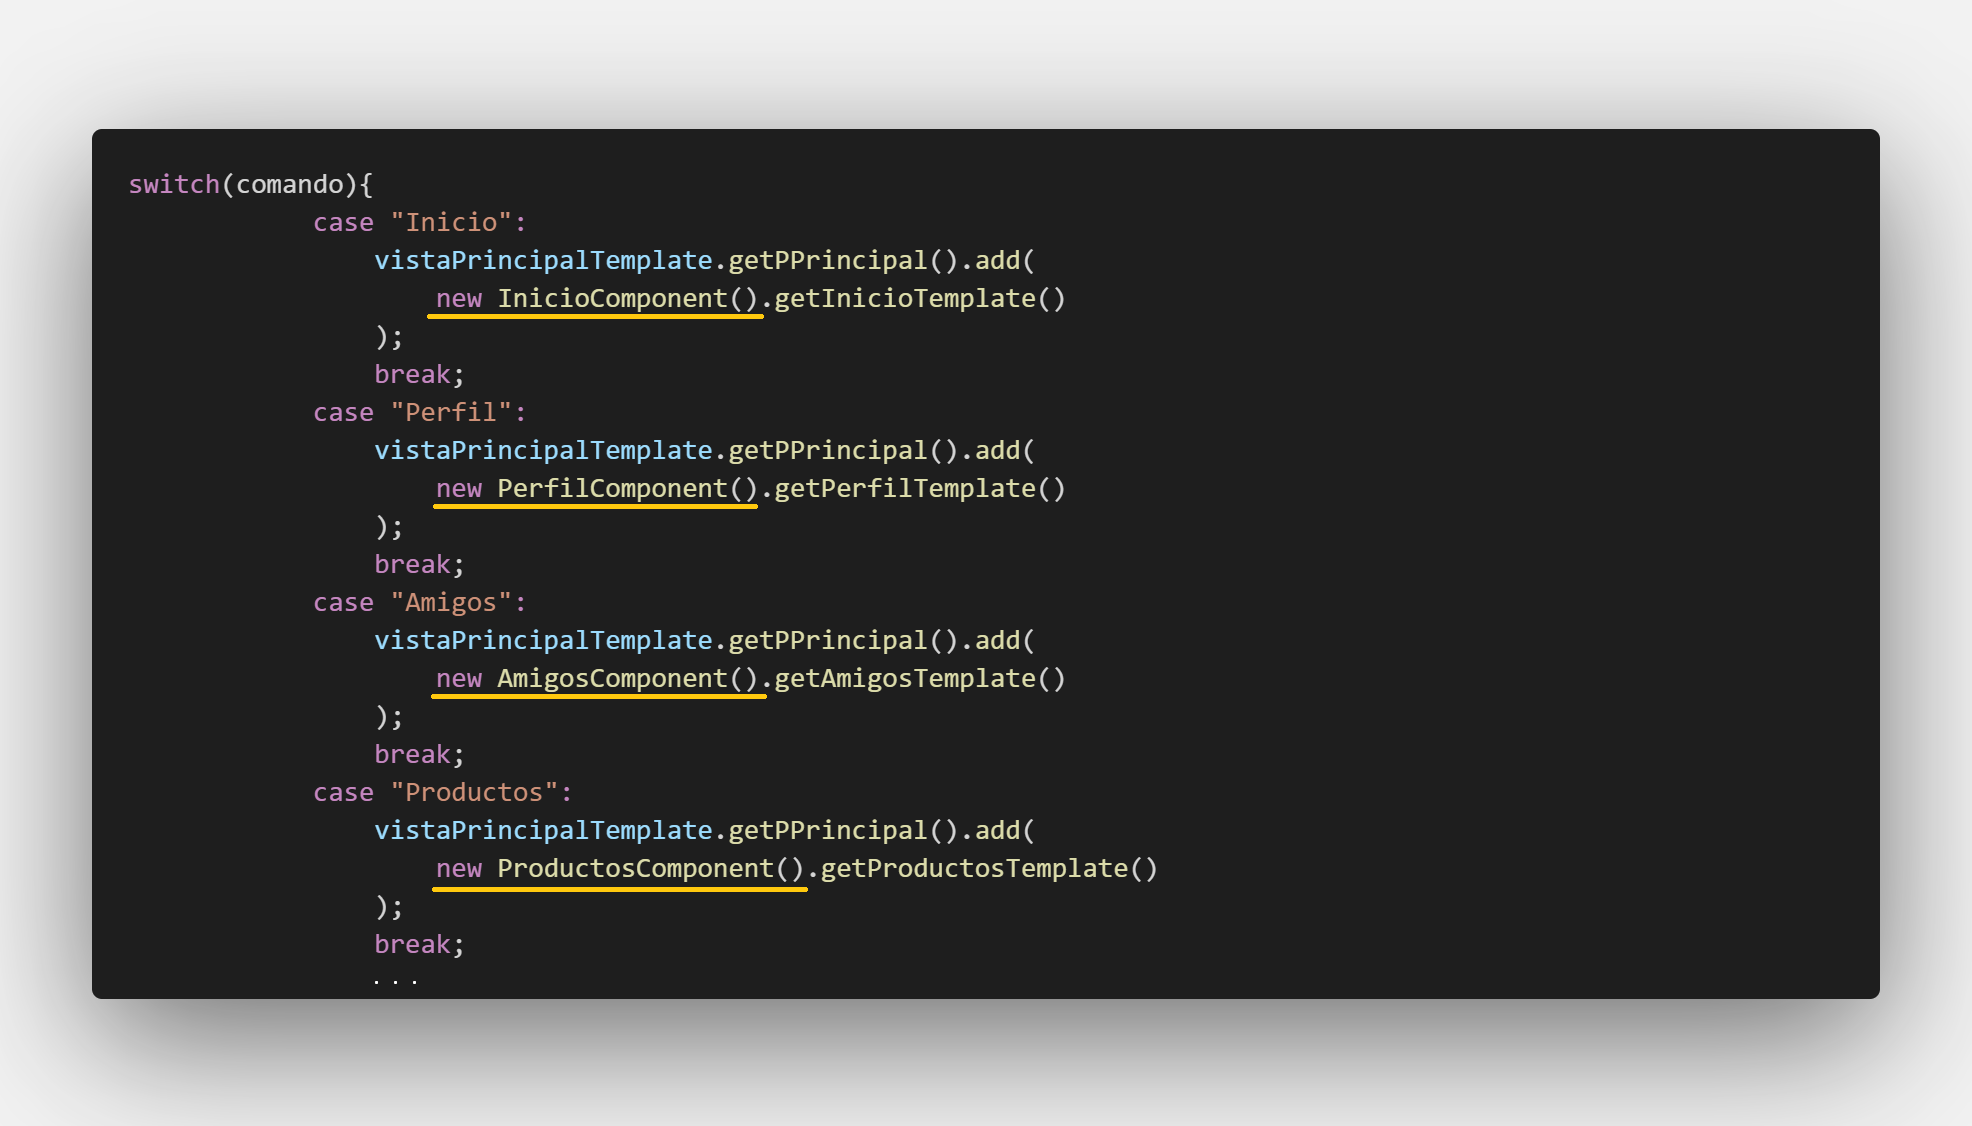 switch(comando){
case "Inicio":
vistaPrincipalTemplate.getPPrincipal().add(
new InicioComponent().getInicioTemplate()
);
break;
case "Perfil":
vistaPrincipalTemplate.getPPrincipal().add(
new PerfilComponent().getPerfilTemplate()
);
break;
case "Amigos":
vistaPrincipalTemplate.getPPrincipal().add(
new AmigosComponent().getAmigosTemplate()
);
break;
case "Productos":
vistaPrincipalTemplate.getPPrincipal().add(
new ProductosComponent().getProductosTemplate()
);
break;
. . .